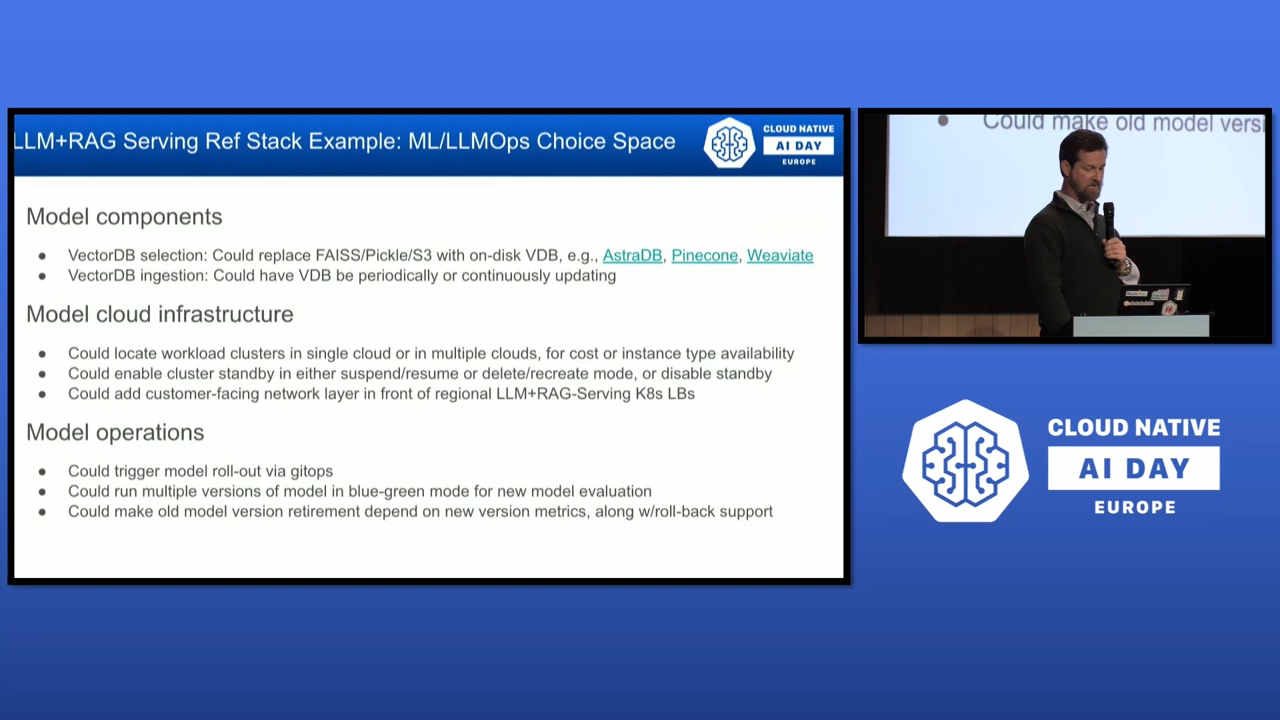 LLM+RAG Serving Ref Stack Example: ML/LLMOps Choice Space
CLOUD NATIVE
AI DAY
EUROPE
Model components
● VectorDB selection: Could replace FAISS/Pickle/S3 with on-disk VDB, e.g., AstraDB, Pinecone, Weaviate
● VectorDB ingestion: Could have VDB be periodically or continuously updating
Model cloud infrastructure
● Could locate workload clusters in single cloud or in multiple clouds, for cost or instance type availability
● Could enable cluster standby in either suspend/resume or delete/recreate mode, or disable standby
● Could add customer-facing network layer in front of regional LLM+RAG-Serving K8s LBs
Model operations
● Could trigger model roll-out via gitops
● Could run multiple versions of model in blue-green mode for new model evaluation
● Could make old model version retirement depend on new version metrics, along w/roll-back support
● Could make old model versi
CLOUD NATIVE
AI DAY
EUROPE